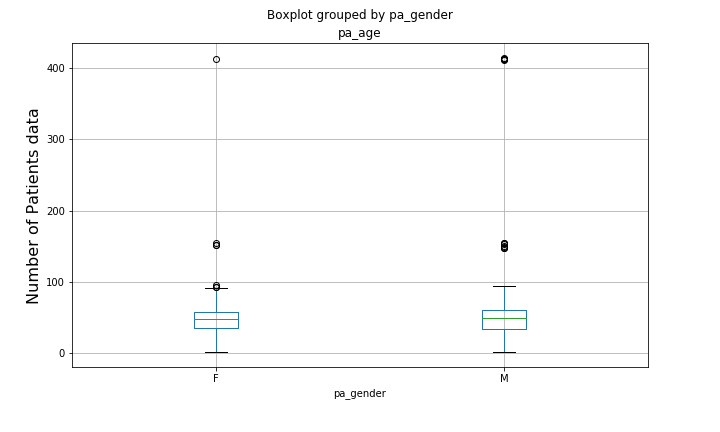 Boxplot grouped by pa_gender
pa_age
Number of Patients data
400
300
200
100
0
F
M
pa_gender